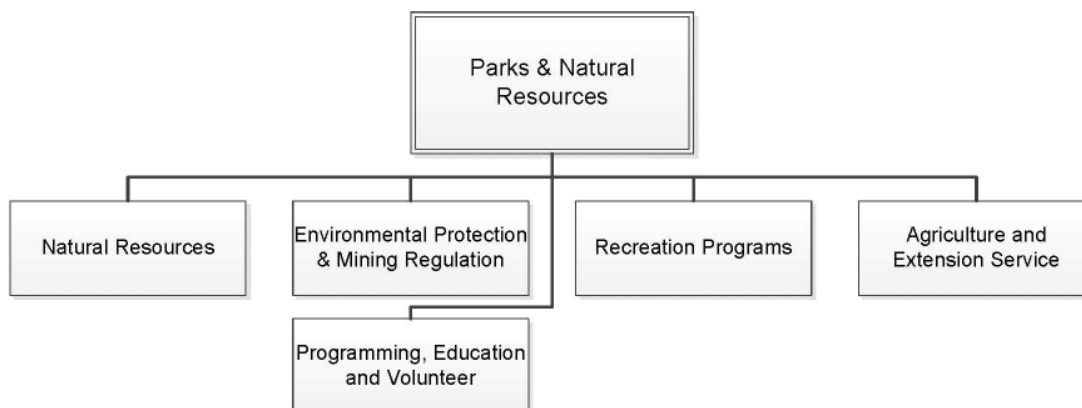 Parks & Natural
Resources
Natural Resources
Environmental Protection
& Mining Regulation
Recreation Programs
Agriculture and
Extension Service
Programming, Education
and Volunteer